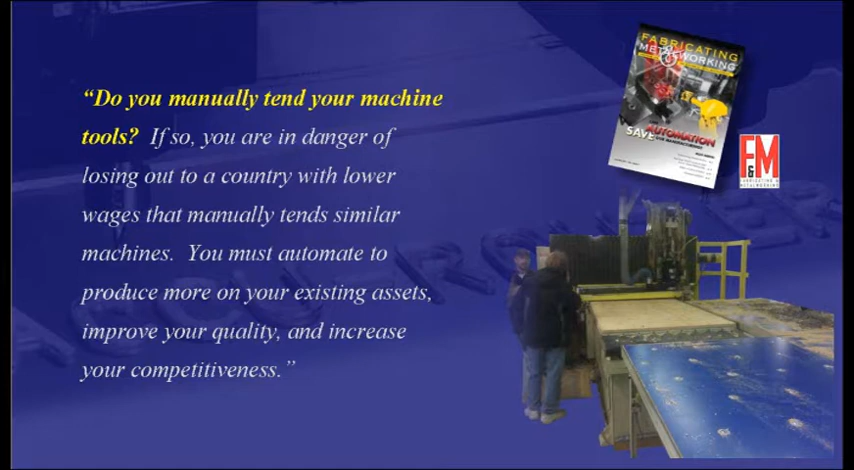 “Do you manually tend your machine
tools?  If so, you are in danger of
losing out to a country with lower
wages that manually tends similar
machines.  You must automate to
produce more on your existing assets,
improve your quality, and increase
your competitiveness.”
FABRICATING
&
METALWORKING
AUTOMATION
SAVE
F&M
FABRICATING &
METALWORKING